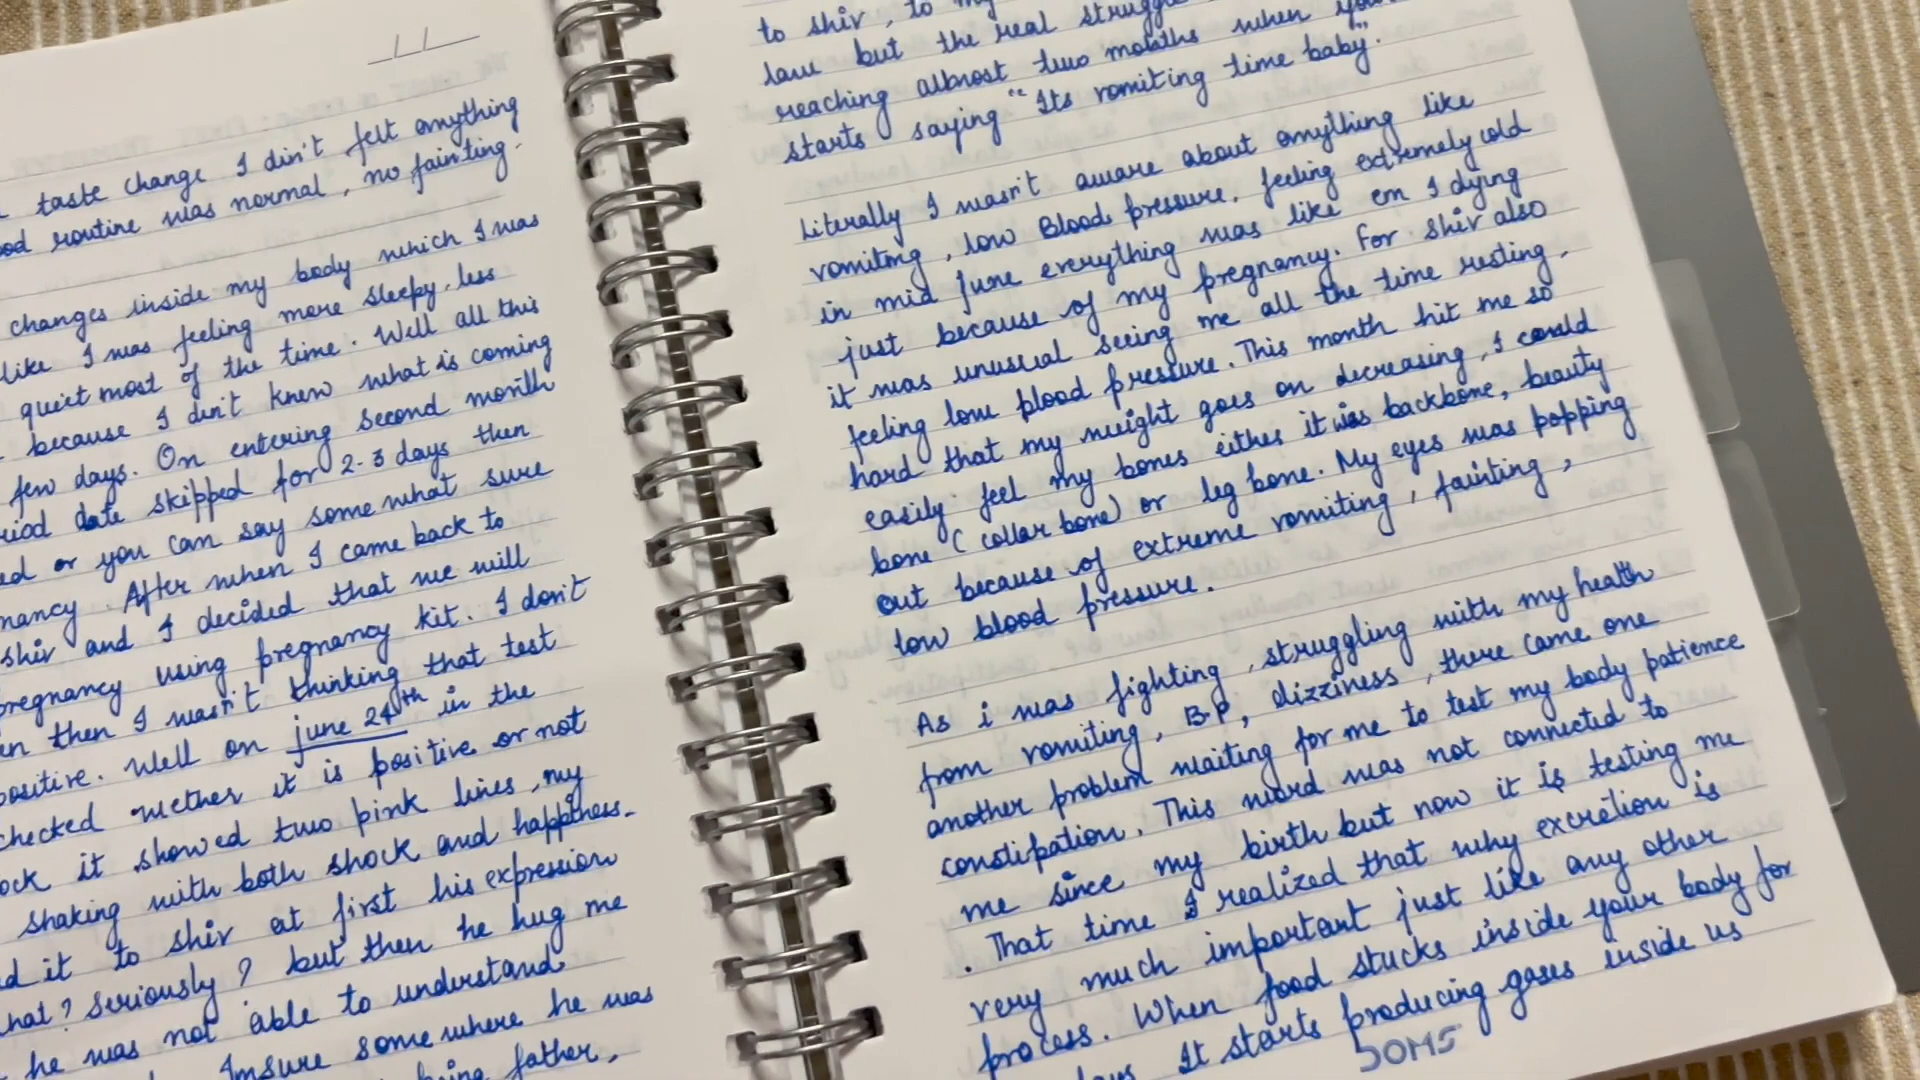 taste change I din't felt anything
routine was normal, no fainting.
changes inside my body which I was
like I was feeling more sleepy, less
quiet most of the time. Well all this
because I din't knew what is coming
few days. On entering second month
date skipped for 2-3 days then
or you can say some what sure
After when I came back to
shiv and I decided that we will
pregnancy using pregnancy kit. I don't
then I wasn't thinking that test
positive. Well on june 24th in the
checked wether it is positive or not
it showed two pink lines, my
shaking with both shock and happiness.
it to shiv at first his expression
what? Seriously? but then he hug me
he was not able to understand
Imsure some where he was
father.
to shiv, to my
law but the real struggle
reaching albost two months when
starts saying "Its vomiting time baby".
Literally I wasn't aware about anything like
vomiting, low Blood pressure, feeling extremely cold
in mid june everything was like em I dying
just because of my pregnancy. For shiv also
it was unusual seeing me all the time resting,
feeling low blood pressure. This month hit me so
hard that my weight goes on decreasing, I could
easily feel my bones either it was backbone, beauty
bone (collar bone) or leg bone. My eyes was popping
out because of extreme vomiting, fainting,
low blood pressure.
As i was fighting, struggling with my health
from vomiting, B.P, dizziness, there came one
another problem waiting for me to test my body patience
constipation. This word was not connected to
me since my birth but now it is testing me
. That time I realized that why excretion is
very much important just like any other
process. When food stucks inside your body for
It starts producing gases inside us
DOMS